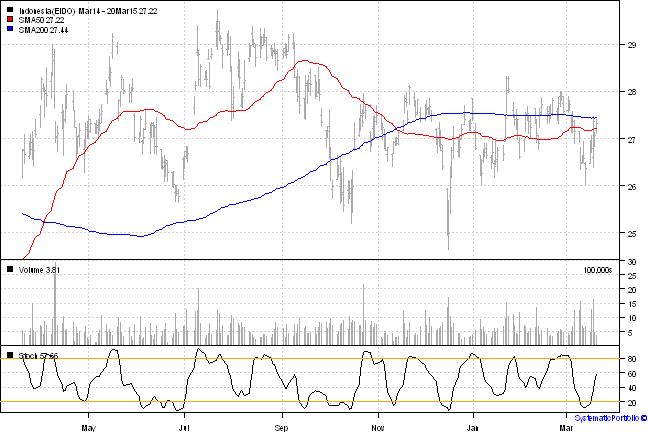 Indonesia(EIDO) Mar14 - 20Mar15 27.22
SMA50 27.22
SMA200 27.44
29
28
27
26
25
Volume 3.81
100,000s
30
25
20
15
10
5
Stoch 57.66
80
60
40
20
May
Jul
Sep
Nov
Jan
Mar
SystematicPortfolio ©